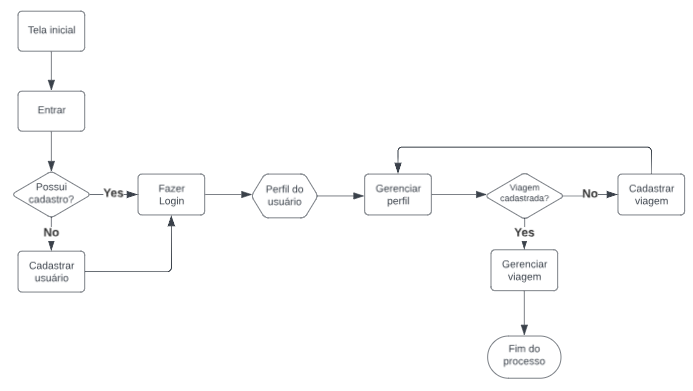 Tela inicial
Entrar
Possui
cadastro?
Yes
Fazer
Login
Perfil do
usuário
Gerenciar
perfil
Viagem
cadastrada?
No
Cadastrar
viagem
No
Yes
Cadastrar
usuário
Gerenciar
viagem
Fim do
processo